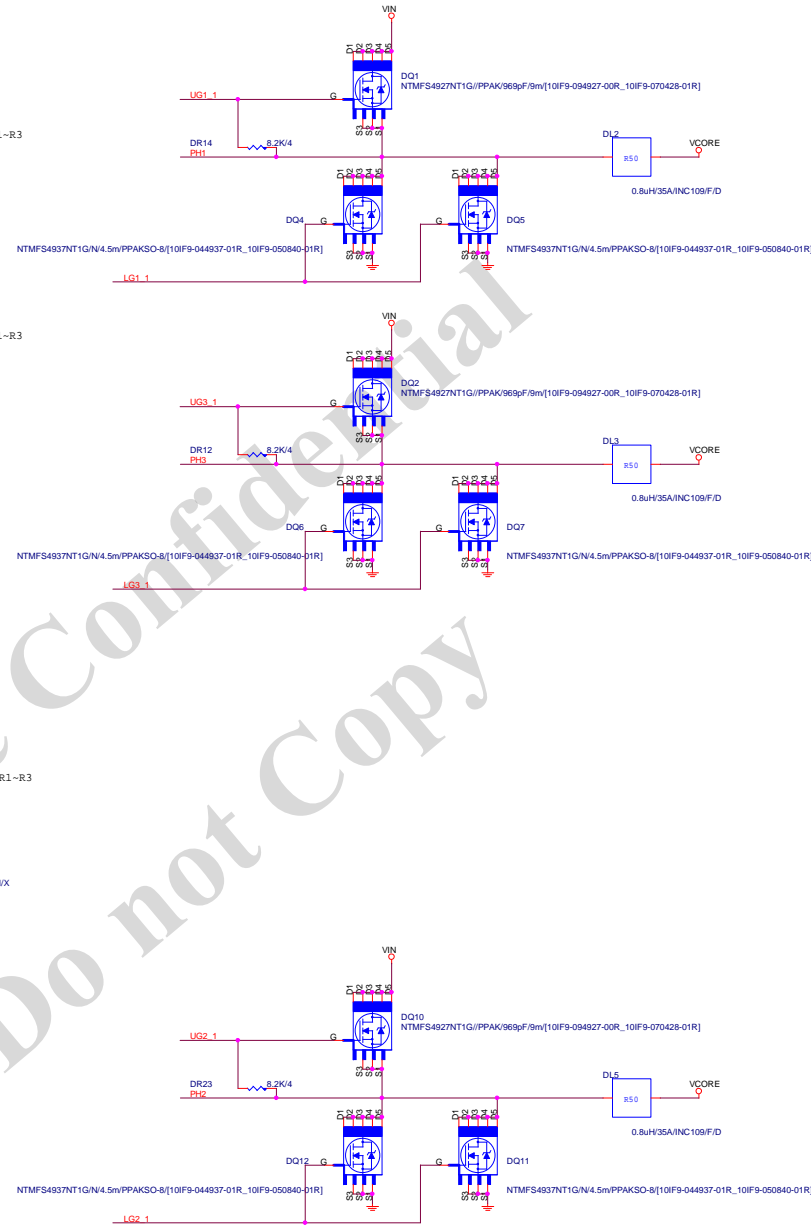 VIN
D1 D2 D3 D4 D5
DQ1
NTMFS4927NT1G//PPAK/969pF/9m/[10IF9-094927-00R_10IF9-070428-01R]
UG1_1
G
S3 S2 S1
~R3
DR14
8.2K/4
PH1
DL2
R50
VCORE
0.8uH/35A/INC109/F/D
D1 D2 D3 D4 D5
D1 D2 D3 D4 D5
DQ4
G
G
DQ5
NTMFS4937NT1G/N/4.5m/PPAKSO-8/[10IF9-044937-01R_10IF9-050840-01R]
NTMFS4937NT1G/N/4.5m/PPAKSO-8/[10IF9-044937-01R_10IF9-050840-01R]
S3 S2 S1
S3 S2 S1
LG1_1
VIN
~R3
D1 D2 D3 D4 D5
DQ2
NTMFS4927NT1G//PPAK/969pF/9m/[10IF9-094927-00R_10IF9-070428-01R]
UG3_1
G
S3 S2 S1
DR12
8.2K/4
PH3
DL3
R50
VCORE
0.8uH/35A/INC109/F/D
D1 D2 D3 D4 D5
D1 D2 D3 D4 D5
DQ6
G
G
DQ7
NTMFS4937NT1G/N/4.5m/PPAKSO-8/[10IF9-044937-01R_10IF9-050840-01R]
NTMFS4937NT1G/N/4.5m/PPAKSO-8/[10IF9-044937-01R_10IF9-050840-01R]
S3 S2 S1
S3 S2 S1
LG3_1
Confidential
Do not Copy
R1~R3
/X
VIN
D1 D2 D3 D4 D5
DQ10
NTMFS4927NT1G//PPAK/969pF/9m/[10IF9-094927-00R_10IF9-070428-01R]
UG2_1
G
S3 S2 S1
DR23
8.2K/4
PH2
DL5
R50
VCORE
0.8uH/35A/INC109/F/D
D1 D2 D3 D4 D5
D1 D2 D3 D4 D5
DQ12
G
G
DQ11
NTMFS4937NT1G/N/4.5m/PPAKSO-8/[10IF9-044937-01R_10IF9-050840-01R]
NTMFS4937NT1G/N/4.5m/PPAKSO-8/[10IF9-044937-01R_10IF9-050840-01R]
S3 S2 S1
S3 S2 S1
LG2_1